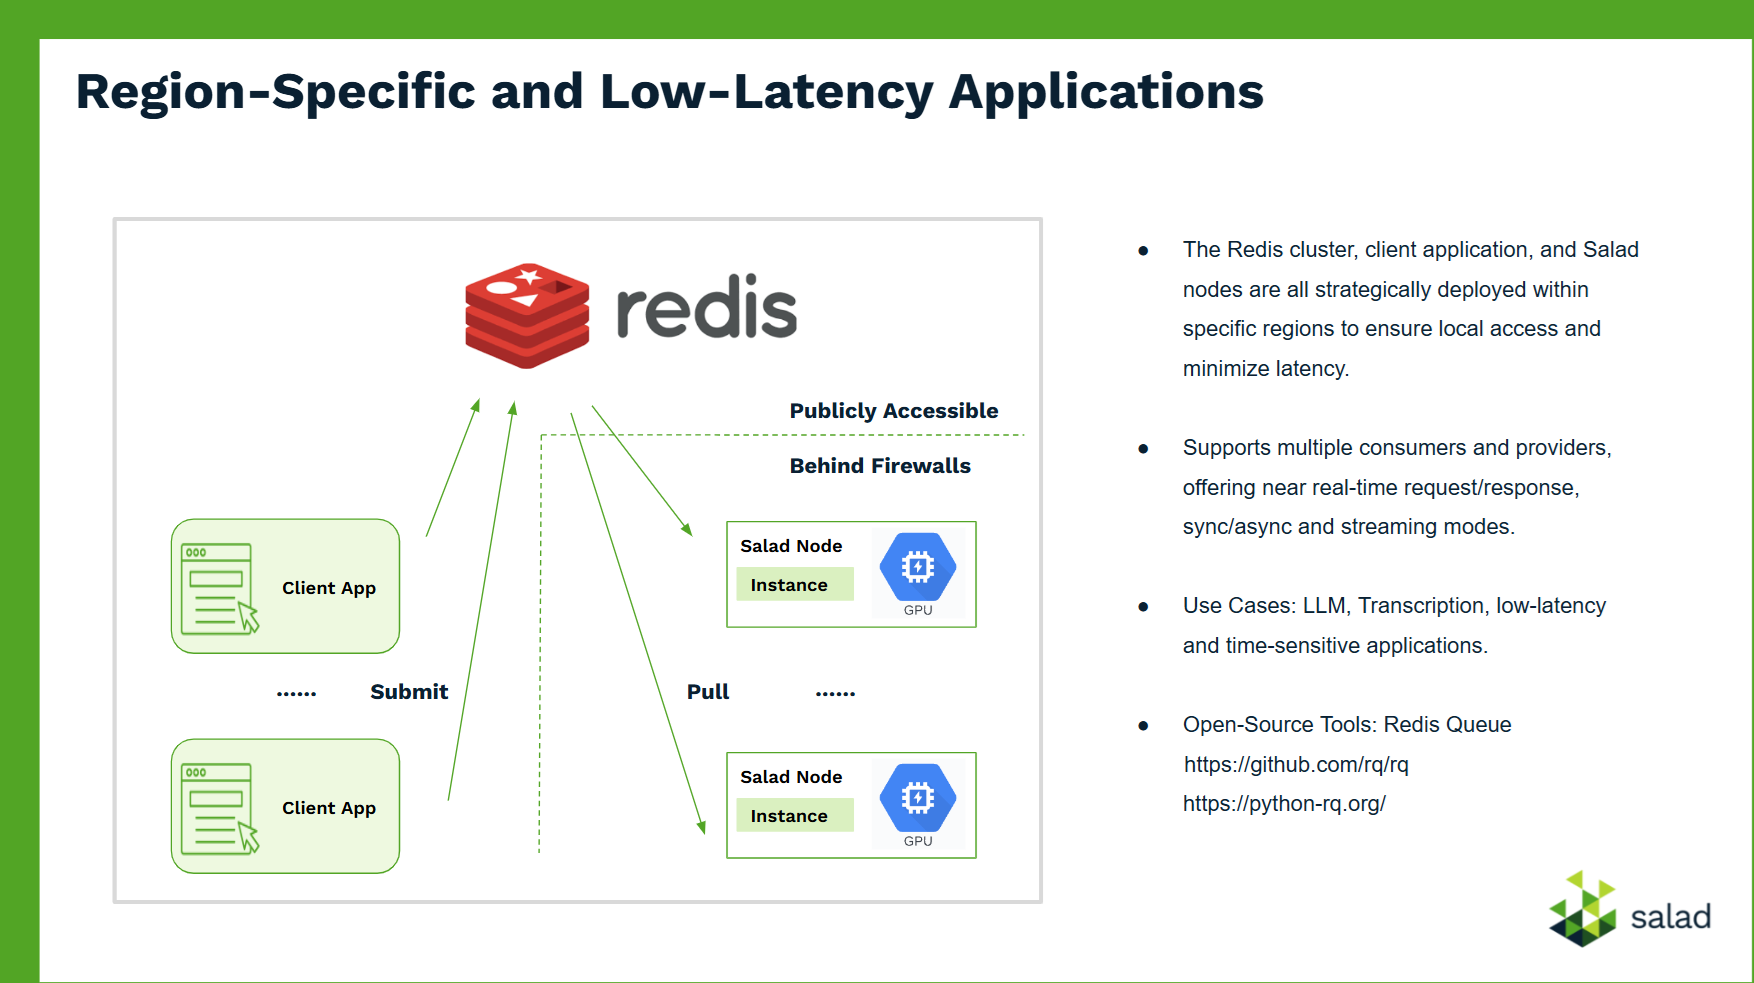 Region-Specific and Low-Latency Applications
redis
Publicly Accessible
Behind Firewalls
Client App
Salad Node
Instance
GPU
...... Submit
Pull ......
Client App
Salad Node
Instance
GPU
● The Redis cluster, client application, and Salad
nodes are all strategically deployed within
specific regions to ensure local access and
minimize latency.
● Supports multiple consumers and providers,
offering near real-time request/response,
sync/async and streaming modes.
● Use Cases: LLM, Transcription, low-latency
and time-sensitive applications.
● Open-Source Tools: Redis Queue
https://github.com/rq/rq
https://python-rq.org/
salad